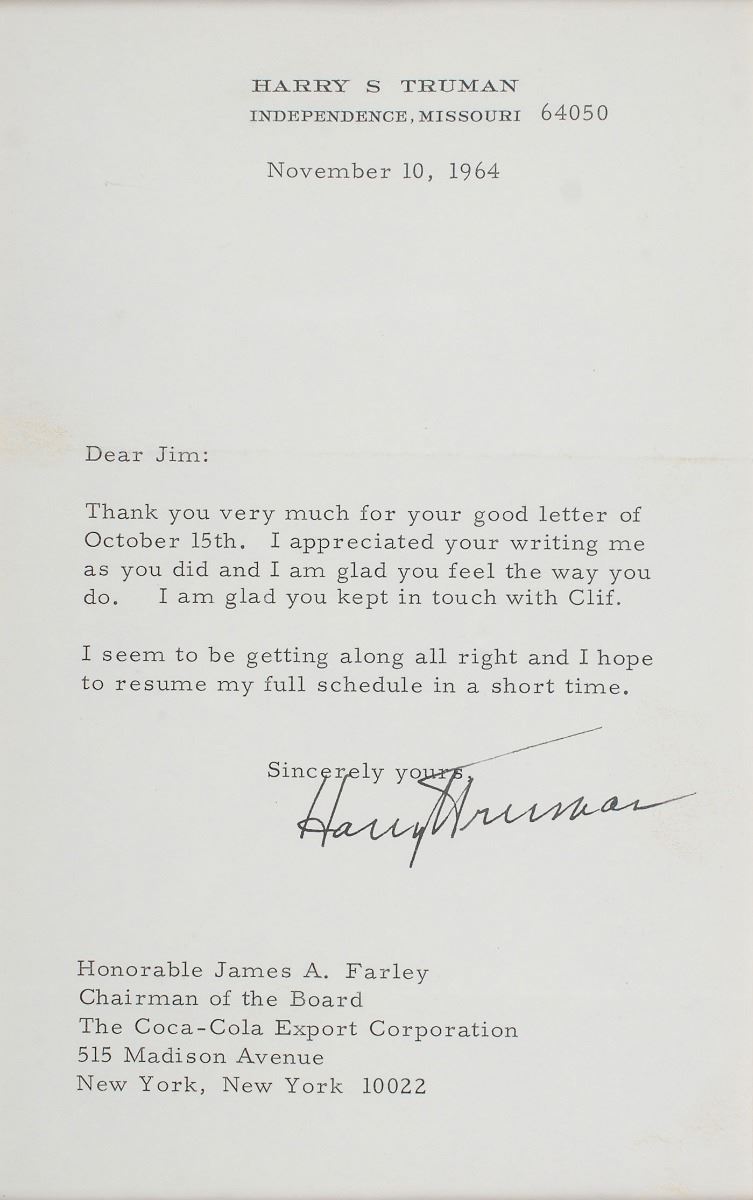 HARRY S TRUMAN
INDEPENDENCE, MISSOURI 64050
November 10, 1964
Dear Jim:
Thank you very much for your good letter of
October 15th. I appreciated your writing me
as you did and I am glad you feel the way you
do. I am glad you kept in touch with Clif.
I seem to be getting along all right and I hope
to resume my full schedule in a short time.
Sincerely yours,
Harry Truman
Honorable James A. Farley
Chairman of the Board
The Coca-Cola Export Corporation
515 Madison Avenue
New York, New York 10022